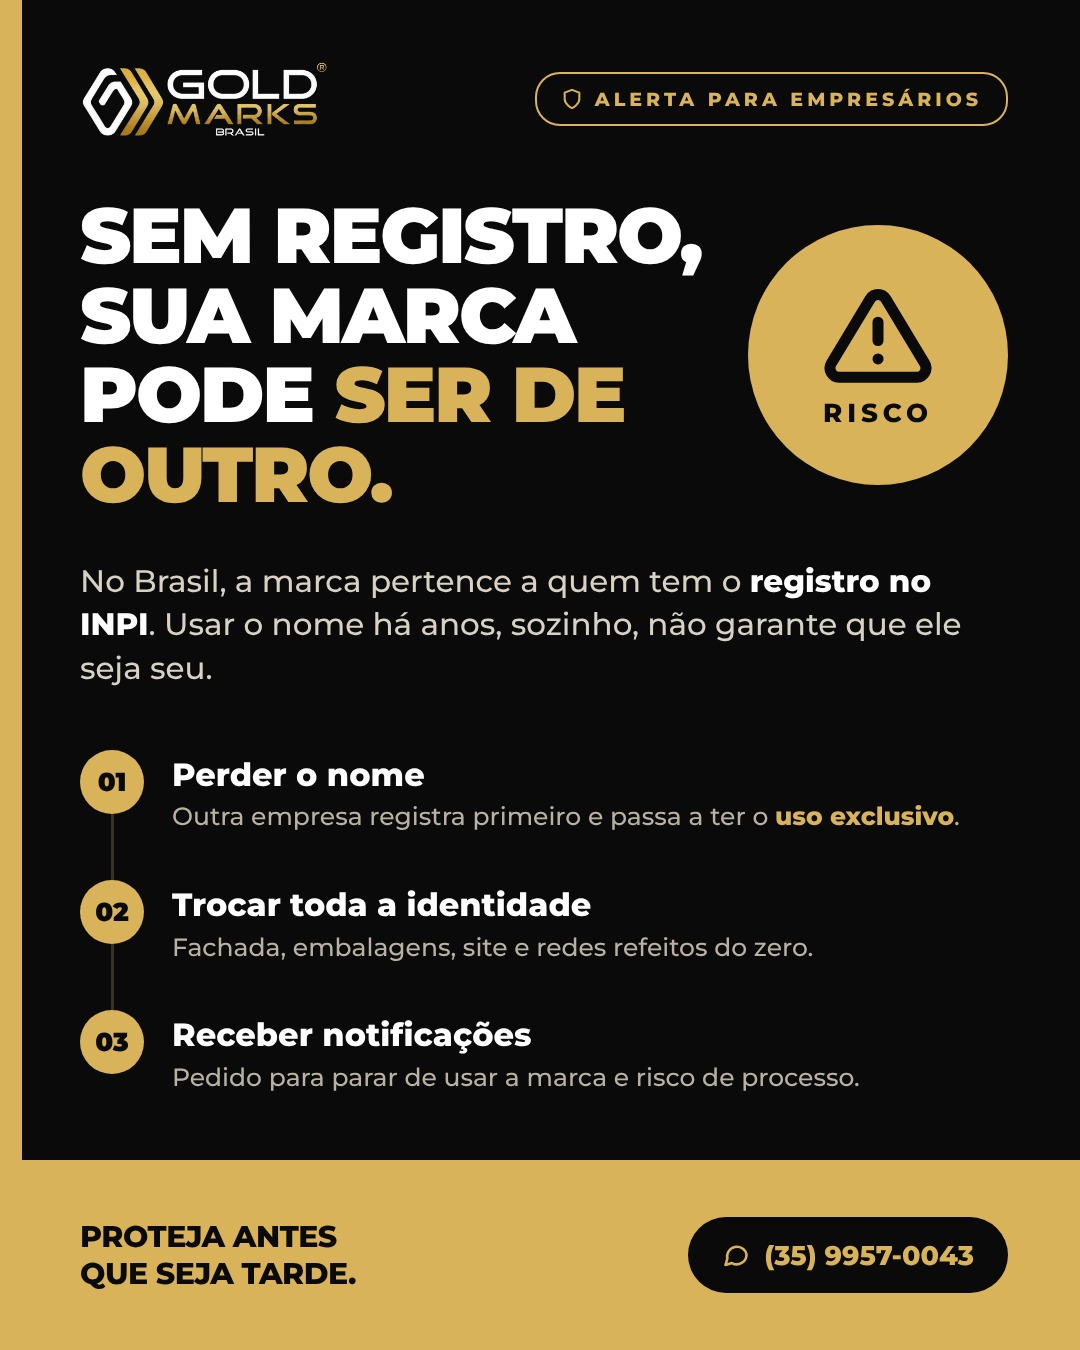 GOLD
MARKS
BRASIL
®
ALERTA PARA EMPRESÁRIOS
SEM REGISTRO,
SUA MARCA
PODE SER DE
OUTRO.
RISCO
No Brasil, a marca pertence a quem tem o registro no
INPI. Usar o nome há anos, sozinho, não garante que ele
seja seu.
01
Perder o nome
Outra empresa registra primeiro e passa a ter o uso exclusivo.
02
Trocar toda a identidade
Fachada, embalagens, site e redes refeitos do zero.
03
Receber notificações
Pedido para parar de usar a marca e risco de processo.
PROTEJA ANTES
QUE SEJA TARDE.
(35) 9957-0043